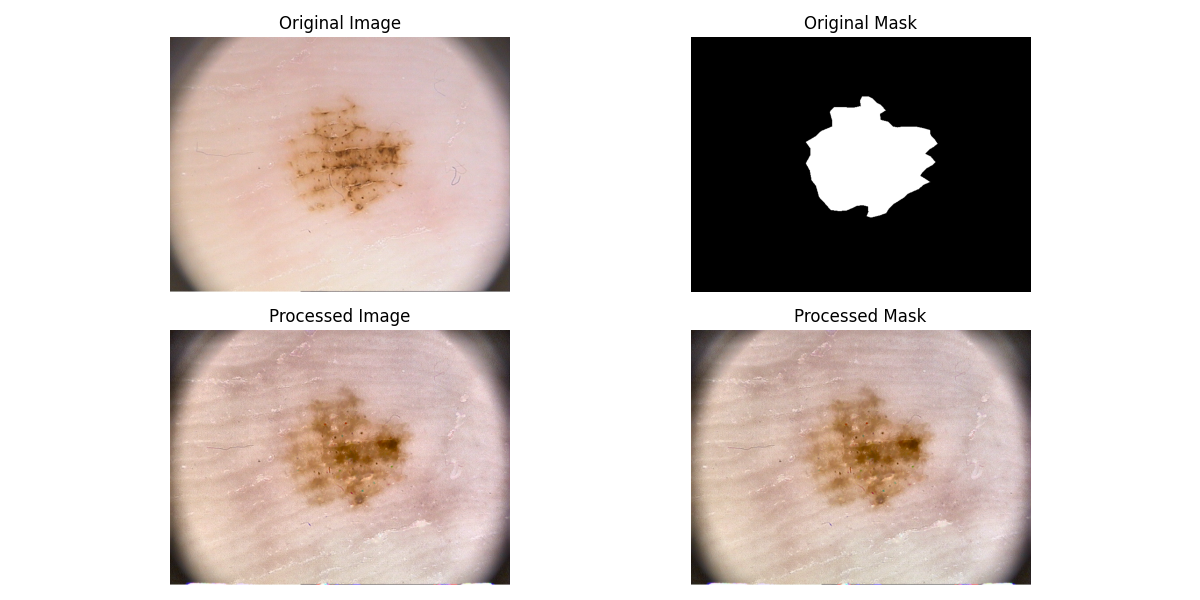 Original Image
Original Mask
Processed Image
Processed Mask